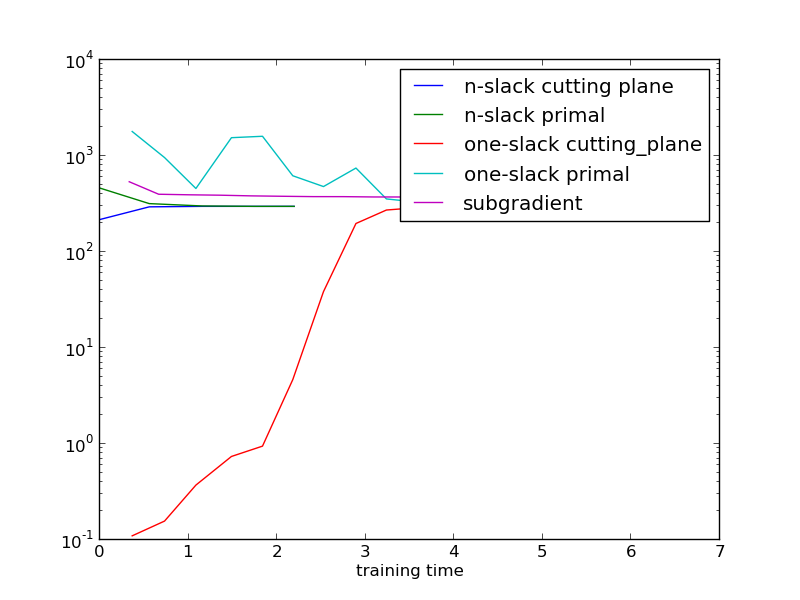 10^4
10^3
10^2
10^1
10^0
10^-1
n-slack cutting plane
n-slack primal
one-slack cutting_plane
one-slack primal
subgradient
0 1 2 3 4 5 6 7
training time